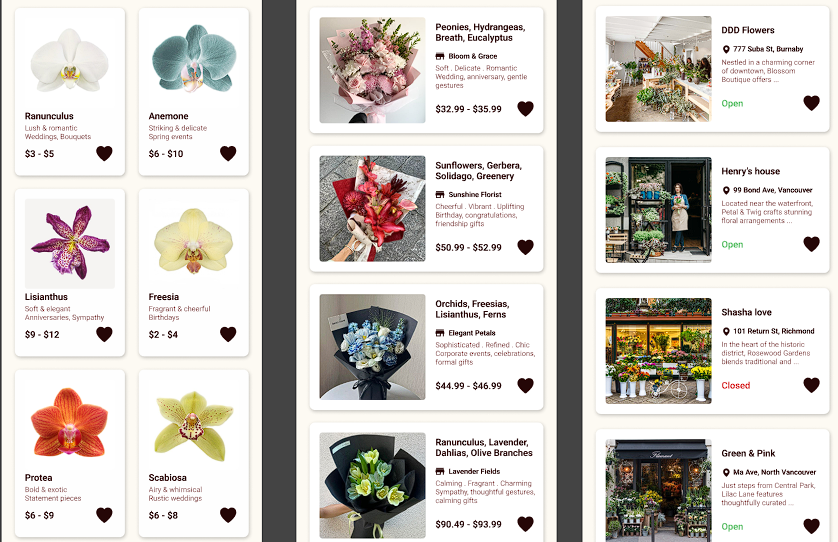 Ranunculus
Lush & romantic
Weddings, Bouquets
$3 - $5
Anemone
Striking & delicate
Spring events
$6 - $10
Lisianthus
Soft & elegant
Anniversaries, Sympathy
$9 - $12
Freesia
Fragrant & cheerful
Birthdays
$2 - $4
Protea
Bold & exotic
Statement pieces
$6 - $9
Scabiosa
Airy & whimsical
Rustic weddings
$6 - $8
Peonies, Hydrangeas,
Breath, Eucalyptus
Bloom & Grace
Soft . Delicate . Romantic
Wedding, anniversary, gentle
gestures
$32.99 - $35.99
Sunflowers, Gerbera,
Solidago, Greenery
Sunshine Florist
Cheerful . Vibrant . Uplifting
Birthday, congratulations,
friendship gifts
$50.99 - $52.99
Orchids, Freesias,
Lisianthus, Ferns
Elegant Petals
Sophisticated . Refined . Chic
Corporate events, celebrations,
formal gifts
$44.99 - $46.99
Ranunculus, Lavender,
Dahlias, Olive Branches
Lavender Fields
Calming . Fragrant . Charming
Sympathy, thoughtful gestures,
calming gifts
$90.49 - $93.99
DDD Flowers
777 Suba St, Burnaby
Nestled in a charming corner
of downtown, Blossom
Boutique offers ...
Open
Henry's house
99 Bond Ave, Vancouver
Located near the waterfront,
Petal & Twig crafts stunning
floral arrangements ...
Open
Shasha love
101 Return St, Richmond
In the heart of the historic
district, Rosewood Gardens
blends traditional and ...
Closed
Green & Pink
Ma Ave, North Vancouver
Just steps from Central Park,
Lilac Lane features
thoughtfully curated ...
Open